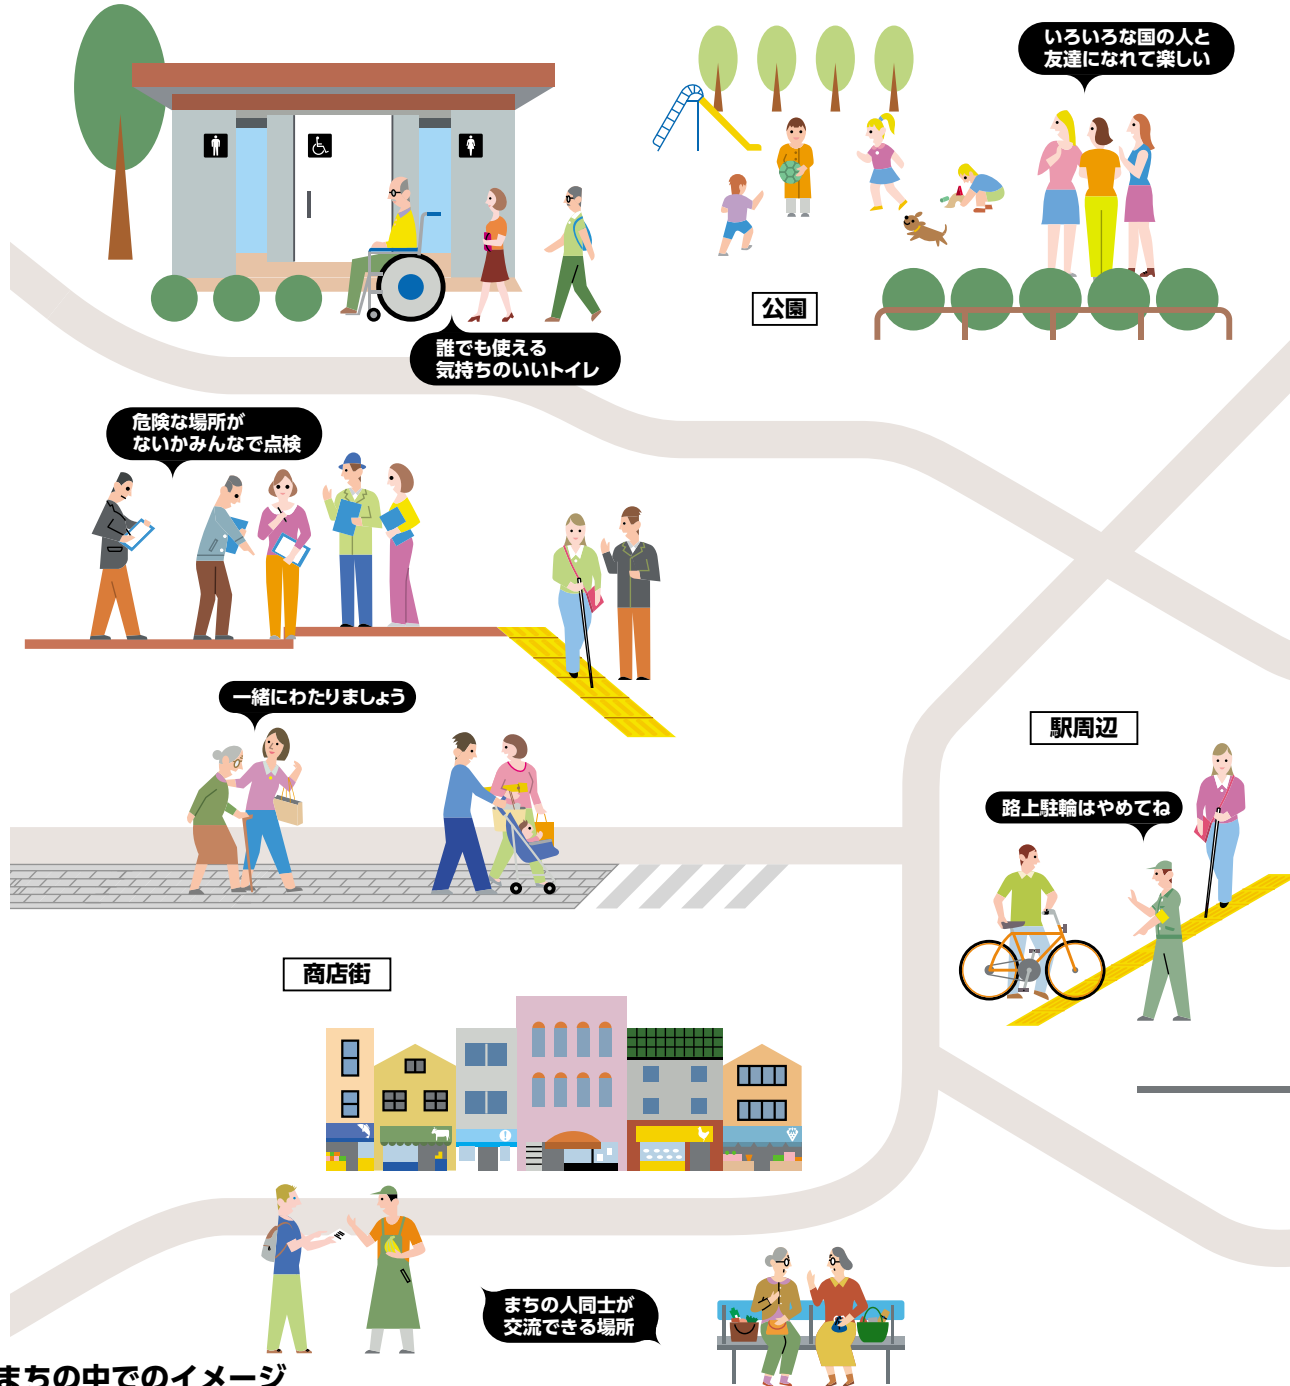 いろいろな国の人と
友達になれて楽しい
公園
誰でも使える
気持ちのいいトイレ
危険な場所が
ないかみんなで点検
一緒にわたりましょう
駅周辺
路上駐輪はやめてね
商店街
まちの人同士が
交流できる場所
まちの中でのイメージ